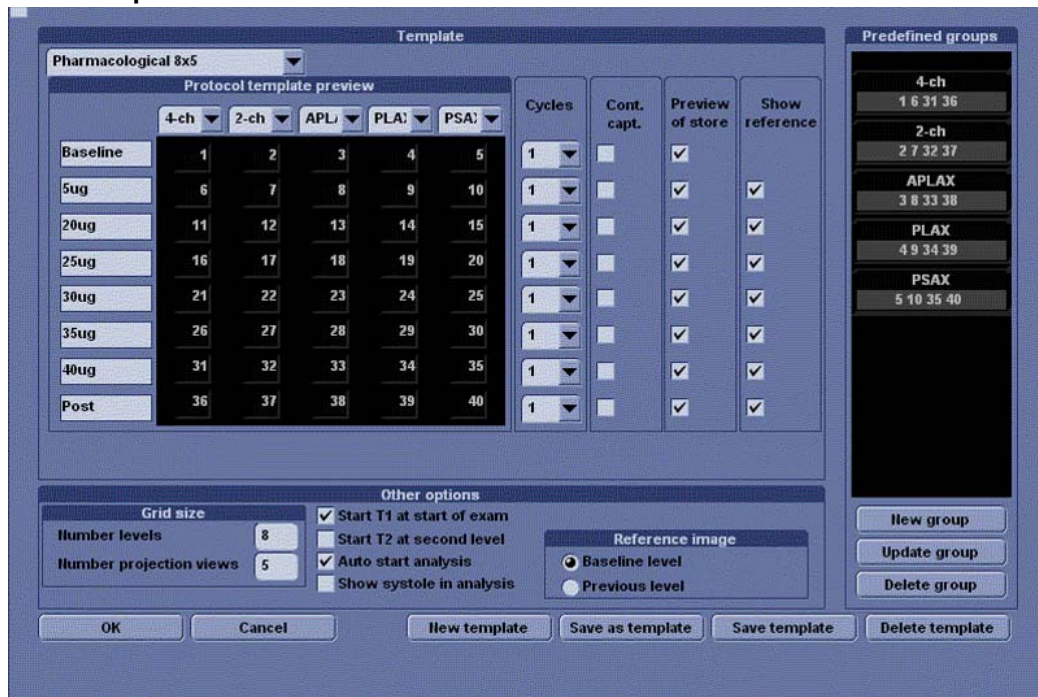 Template
Predefined groups
Pharmacological 8x5
Protocol template preview
4-ch 2-ch APL PLA PSA
Cycles Cont. capt. Preview of store Show reference
Baseline 1 2 3 4 5 1
5ug 6 7 8 9 10 1
20ug 11 12 13 14 15 1
25ug 16 17 18 19 20 1
30ug 21 22 23 24 25 1
35ug 26 27 28 29 30 1
40ug 31 32 33 34 35 1
Post 36 37 38 39 40 1
4-ch
1 6 31 36
2-ch
2 7 32 37
APLAX
3 8 33 38
PLAX
4 9 34 39
PSAX
5 10 35 40
Other options
Grid size
Number levels 8
Number projection views 5
Start T1 at start of exam
Start T2 at second level
Auto start analysis
Show systole in analysis
Reference image
Baseline level
Previous level
New group
Update group
Delete group
OK Cancel New template Save as template Save template Delete template